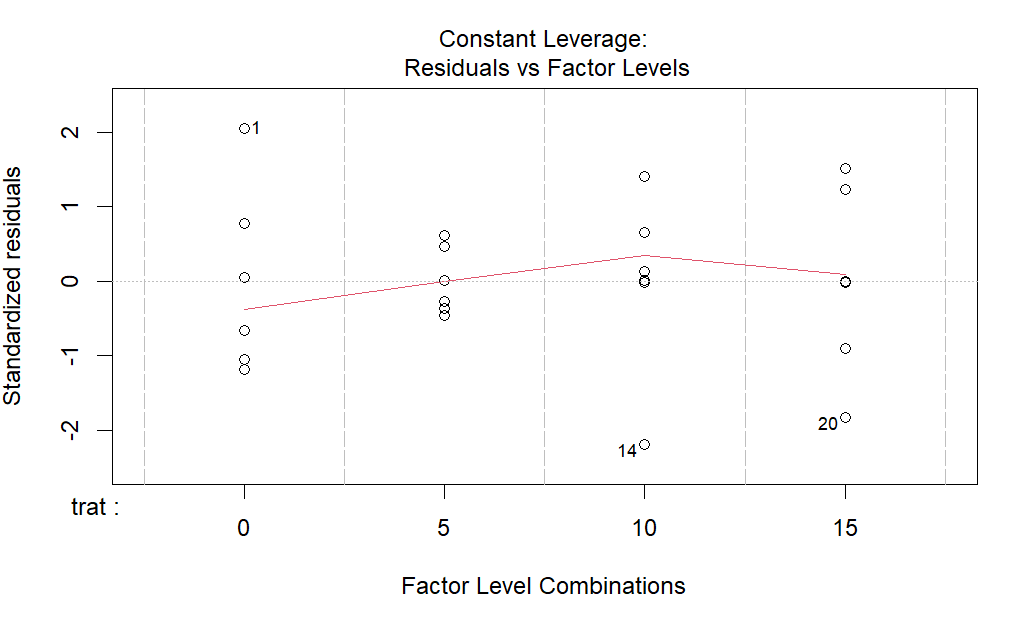 Constant Leverage:
Residuals vs Factor Levels
Standardized residuals
2
1
0
-1
-2
1
14
20
trat :
0 5 10 15
Factor Level Combinations